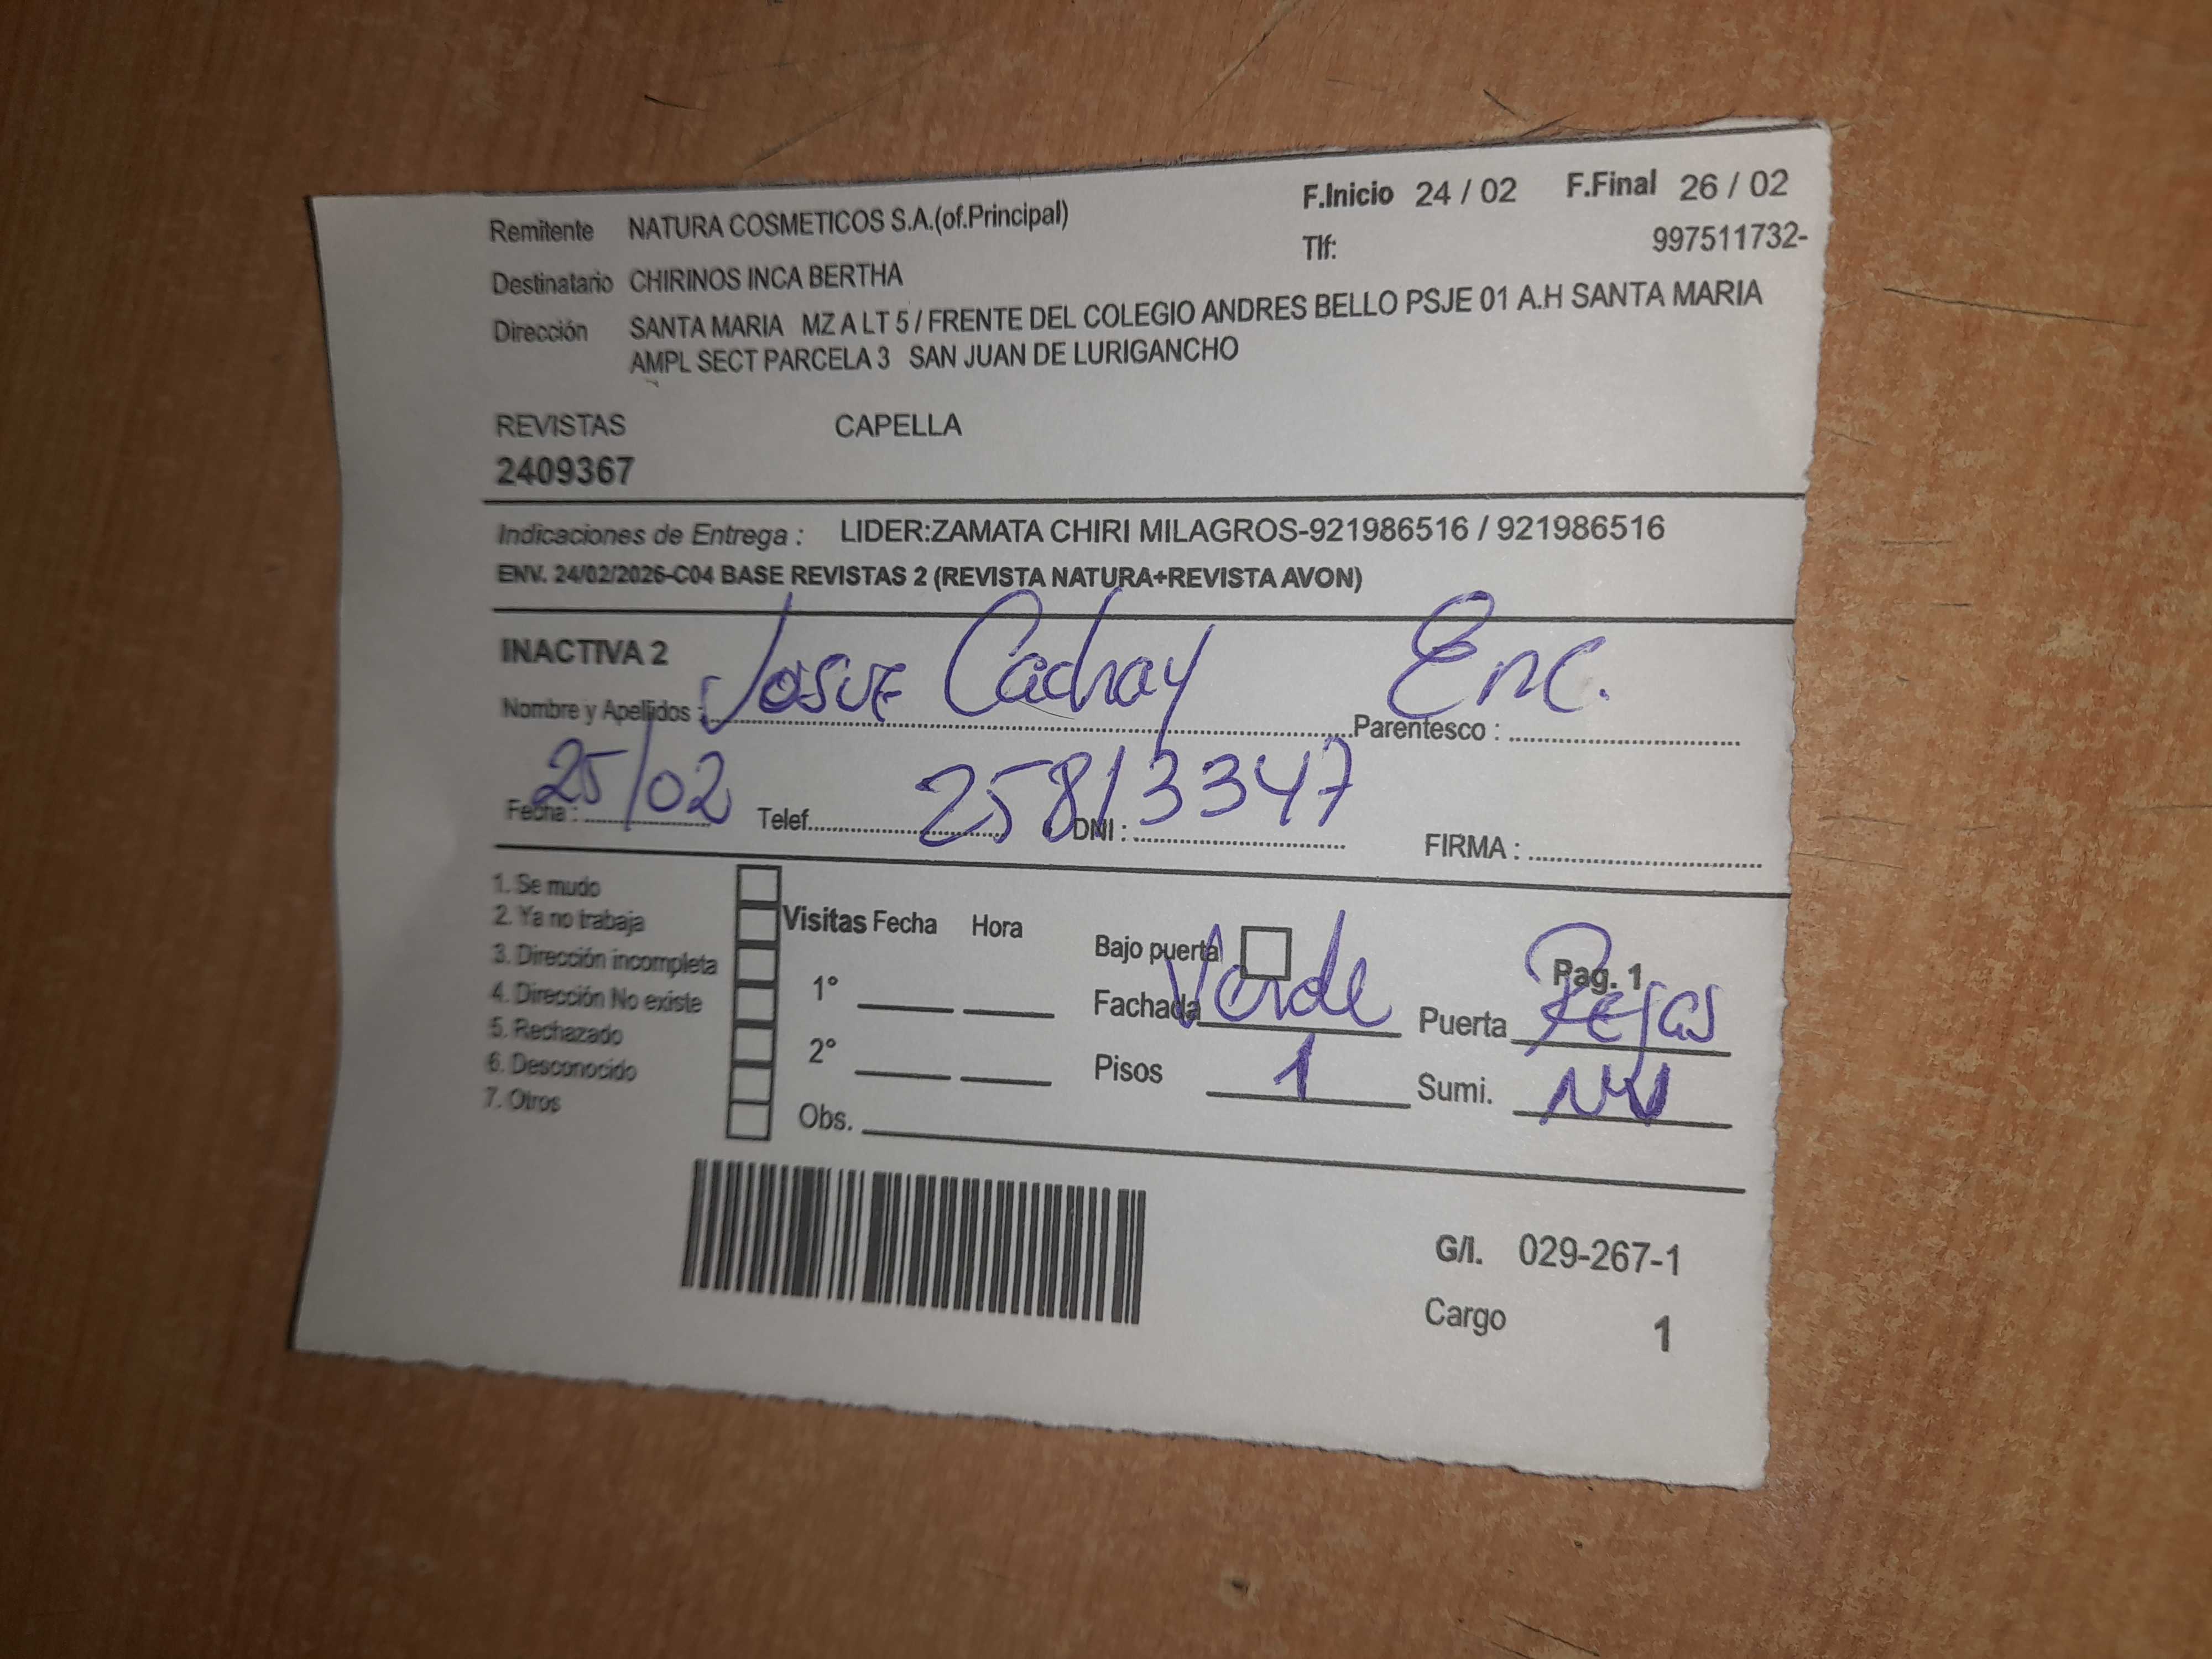 F.Inicio 24 / 02 F.Final 26 / 02
Remitente NATURA COSMETICOS S.A.(of.Principal)
Tlf: 997511732-
Destinatario CHIRINOS INCA BERTHA
Dirección SANTA MARIA MZ A LT 5 / FRENTE DEL COLEGIO ANDRES BELLO PSJE 01 A.H SANTA MARIA
AMPL SECT PARCELA 3 SAN JUAN DE LURIGANCHO
REVISTAS CAPELLA
2409367
Indicaciones de Entrega : LIDER:ZAMATA CHIRI MILAGROS-921986516 / 921986516
ENV. 24/02/2026-C04 BASE REVISTAS 2 (REVISTA NATURA+REVISTA AVON)
INACTIVA 2
Nombre y Apellidos : Josue Cachay Parentesco : Enc.
Fecha : 25/02 Telef. DNI : 25813347 FIRMA :
1. Se mudo
2. Ya no trabaja
3. Dirección incompleta
4. Dirección No existe
5. Rechazado
6. Desconocido
7. Otros
Visitas Fecha Hora
1°
2°
Obs.
Bajo puerta Pag. 1
Fachada Verde Puerta Rejas
Pisos 1 Sumi.
G/I. 029-267-1
Cargo 1